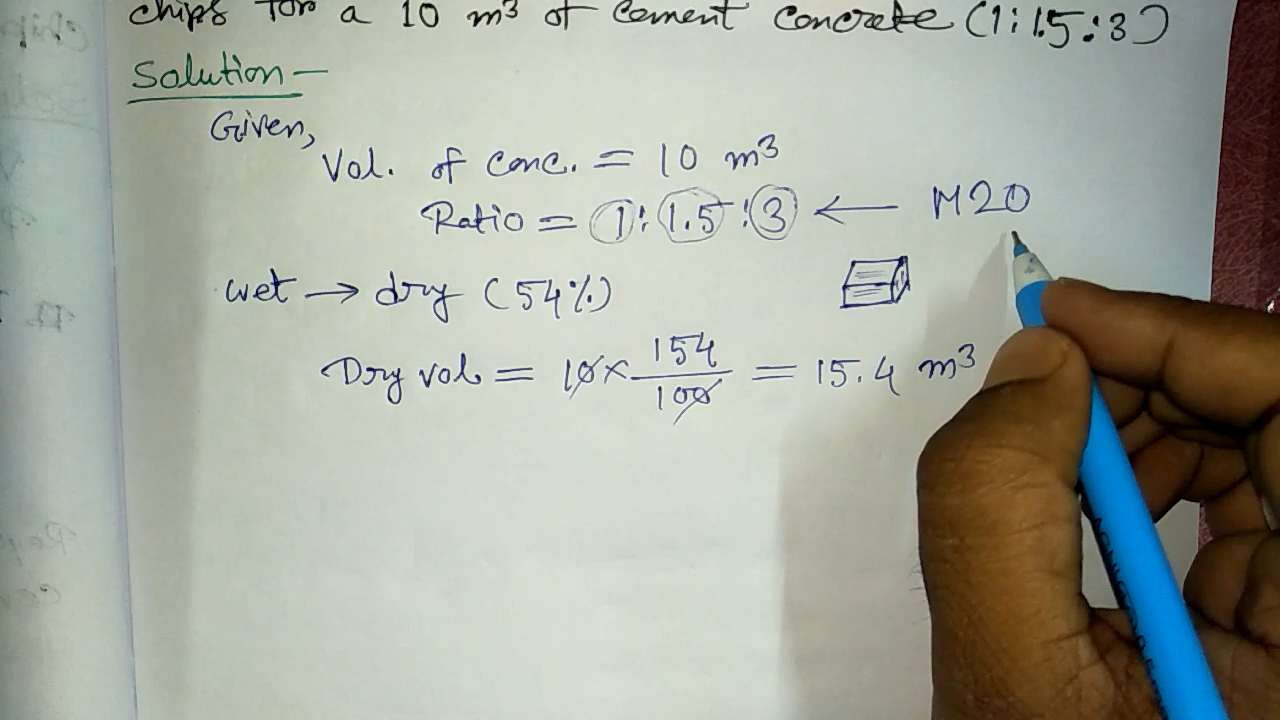 chips for a 10 m³ of Cement Concrete (1:1.5:3)
Solution—
Given,
Vol. of Conc. = 10 m³
Ratio = 1:1.5:3 ← M20
wet → dry (54%)
Dry vol = 10 × 154/100 = 15.4 m³